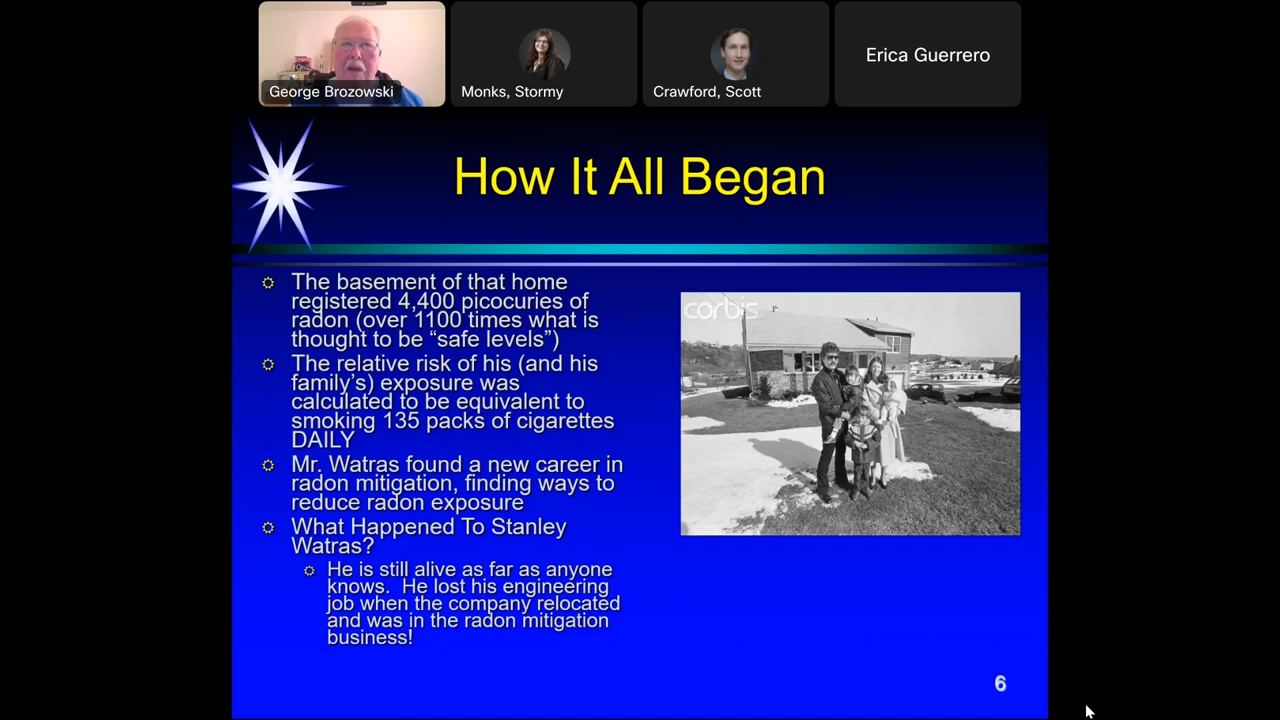 George Brozowski
Monks, Stormy
Crawford, Scott
Erica Guerrero
How It All Began
The basement of that home
registered 4,400 picocuries of
radon (over 1100 times what is
thought to be “safe levels”)
The relative risk of his (and his
family’s) exposure was
calculated to be equivalent to
smoking 135 packs of cigarettes
DAILY
Mr. Watras found a new career in
radon mitigation, finding ways to
reduce radon exposure
What Happened To Stanley
Watras?
He is still alive as far as anyone
knows.  He lost his engineering
job when the company relocated
and was in the radon mitigation
business!
corbis.
6